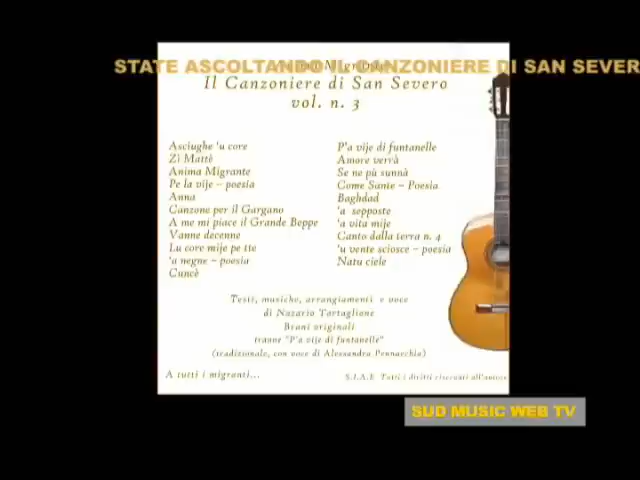 STATE ASCOLTANDO IL CANZONIERE DI SAN SEVER
Anima Migrante
Il Canzoniere di San Severo
vol. n. 3
Asciughe 'u core
Zì Mattè
Anima Migrante
Pe la vije – poesia
Anna
Canzone per il Gargano
A me mi piace il Grande Beppe
Vanne decenne
Lu core mije pe tte
'a negne – poesia
Cuncè
P'a vije di funtanelle
Amore verrà
Se ne pù sunnà
Come Sante – Poesia
Baghdad
'a sepposte
'a vita mije
Canto dalla terra n. 4
'u vente sciosce – poesia
Natu ciele
Testi, musiche, arrangiamenti e voce
di Nazario Tartaglione
Brani originali
tranne "P'a vije di funtanelle"
(tradizionale, con voce di Alessandra Pennacchia)
A tutti i migranti...
S.I.A.E. Tutti i diritti riservati all'autore
SUD MUSIC WEB TV